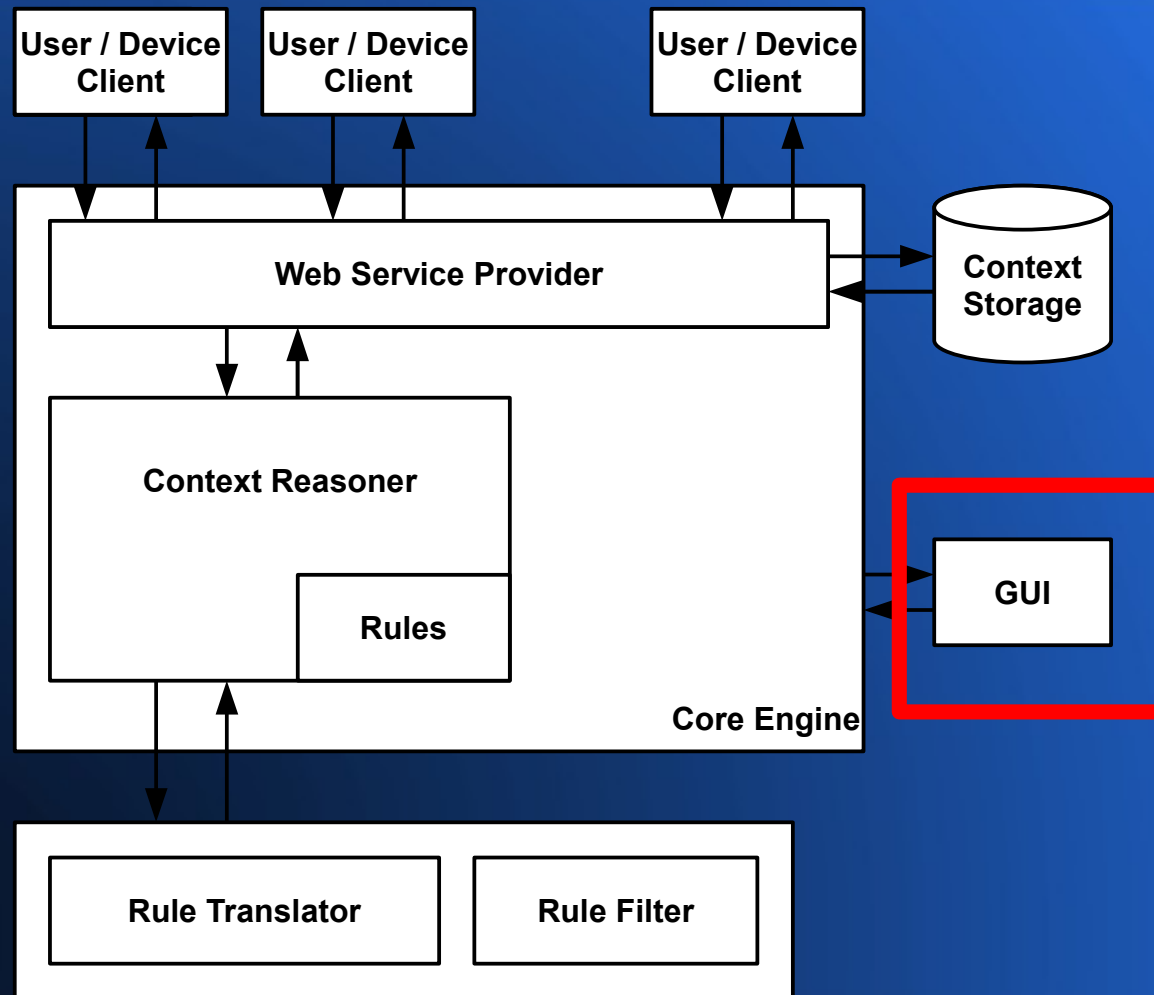 User / Device
Client
User / Device
Client
User / Device
Client
Web Service Provider
Context
Storage
Context Reasoner
Rules
GUI
Core Engine
Rule Translator
Rule Filter